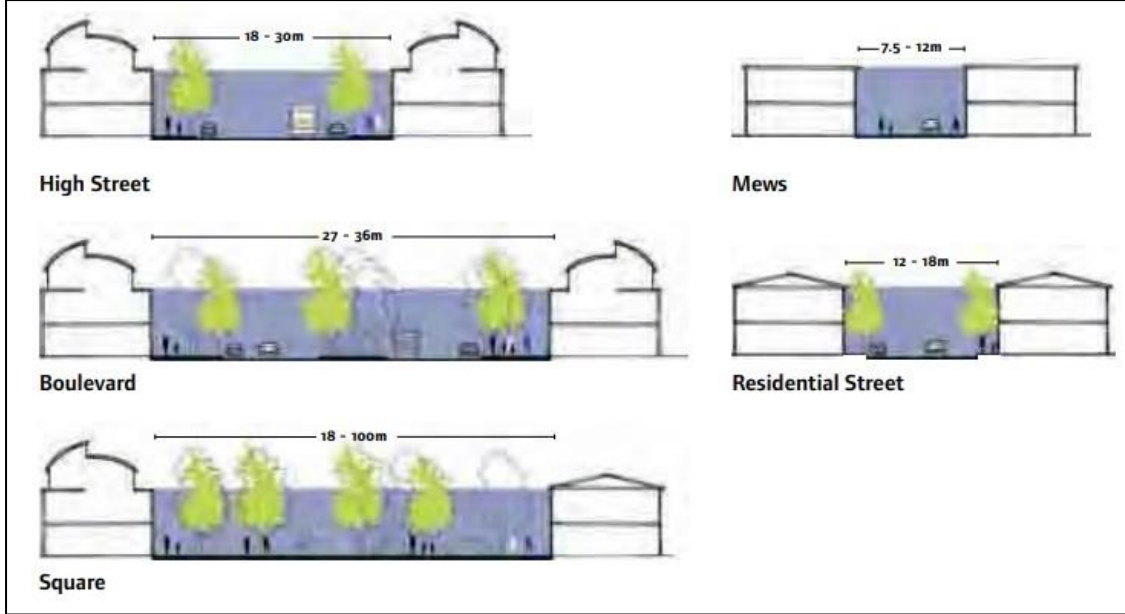 18 - 30m
High Street
7.5 - 12m
Mews
27 - 36m
Boulevard
12 - 18m
Residential Street
18 - 100m
Square